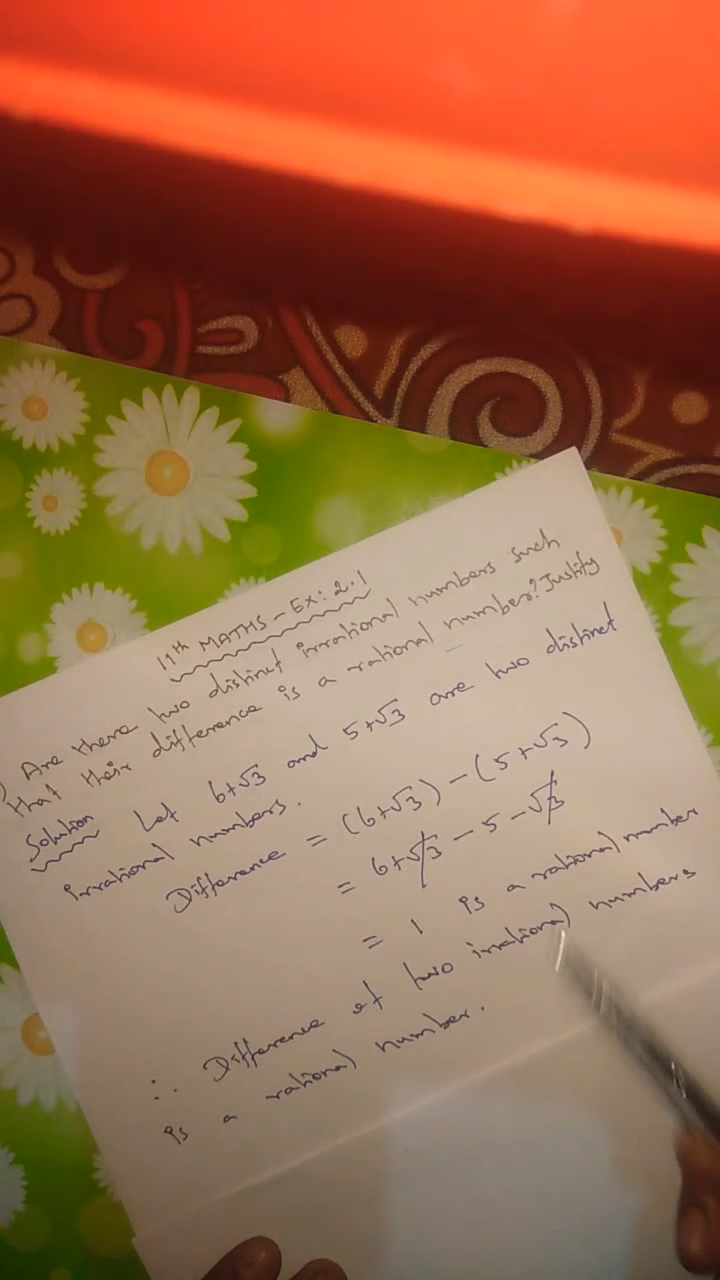 11th MATHS - EX: 2.1
) Are there two distinct irrational numbers such
that their difference is a rational number? Justify
Solution Let 6+√3 and 5+√3 are two distinct
irrational numbers.
Difference = (6+√3) - (5+√3)
= 6+√3 - 5 - √3
= 1 is a rational number
∴ Difference of two irrational numbers
is a rational number.